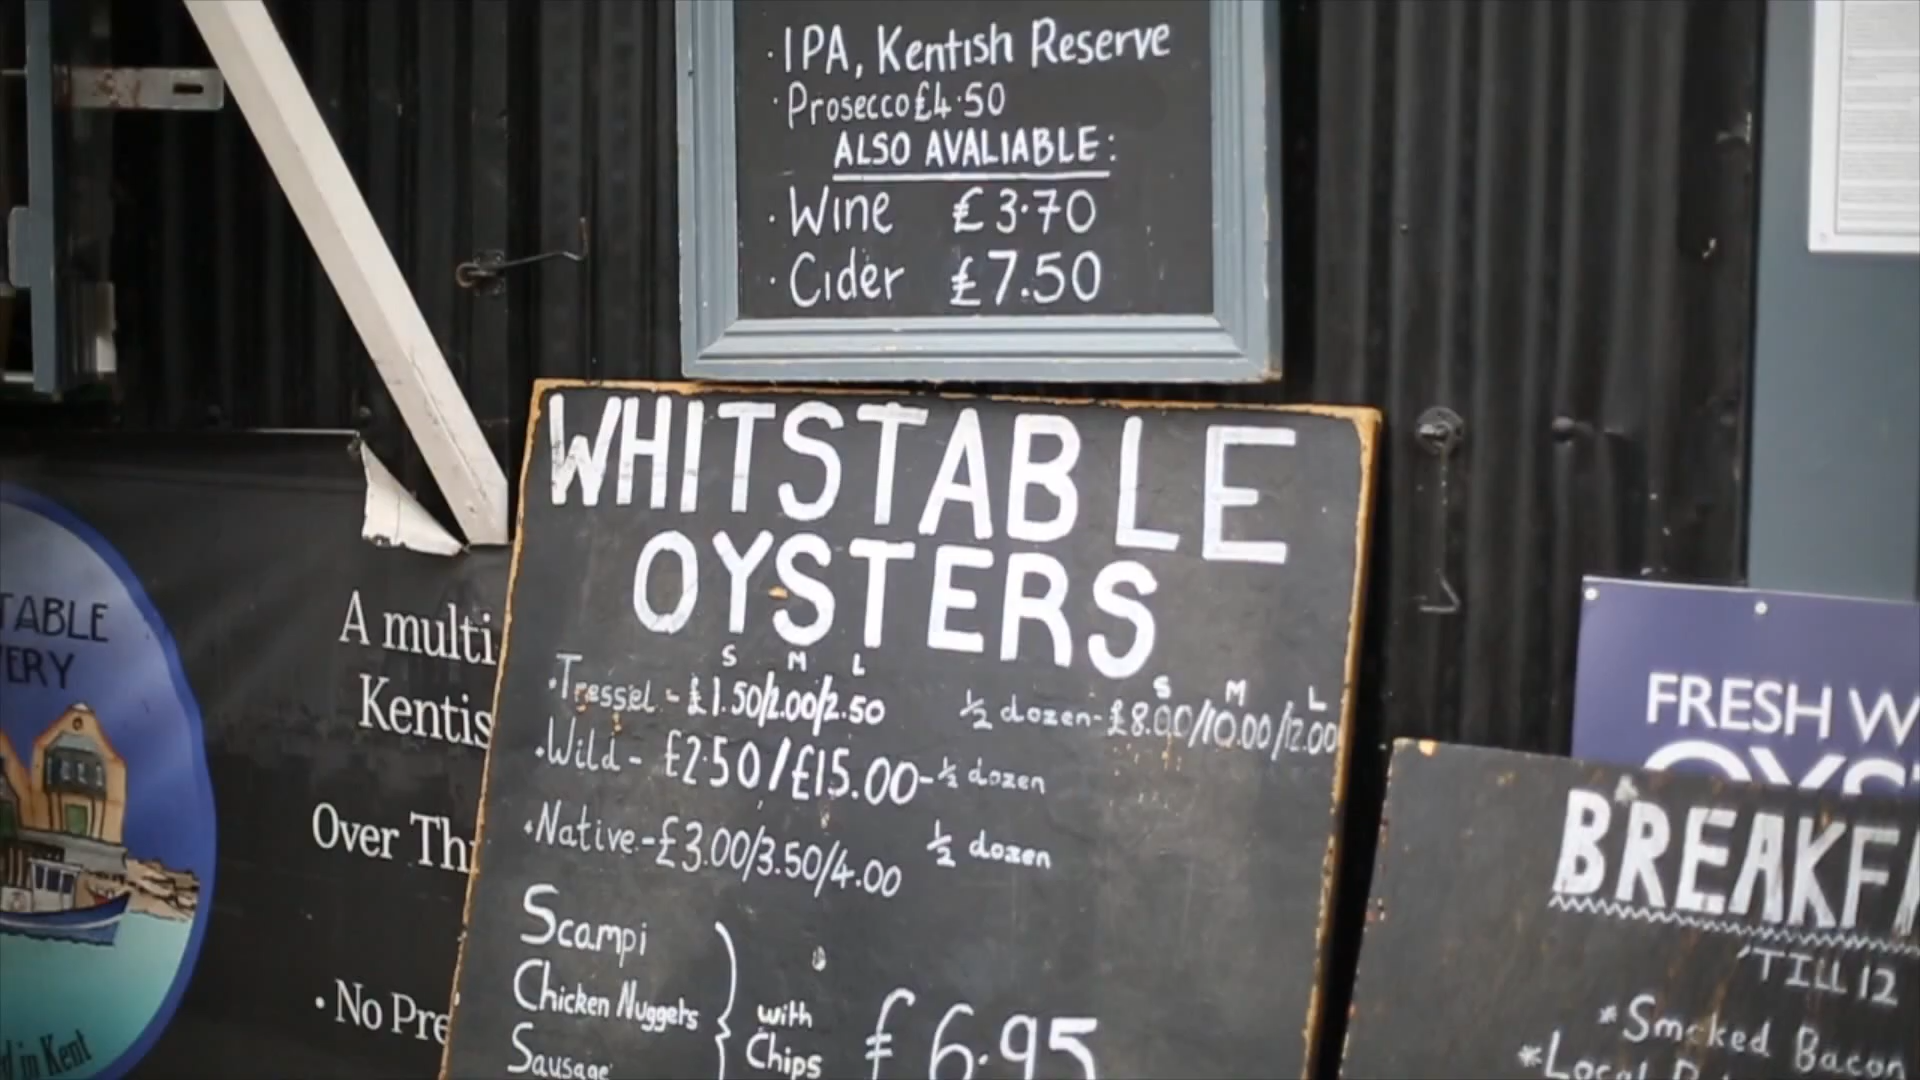 · IPA, Kentish Reserve
· Prosecco £4·50
ALSO AVALIABLE:
· Wine £3·70
· Cider £7.50
WHITSTABLE
OYSTERS
S M L
· Tressel - £1.50/2.00/2.50
S M L
½ dozen - £8.00/10.00/12.00
· Wild - £2·50/£15.00 - ½ dozen
· Native - £3.00/3.50/4.00 ½ dozen
Scampi
Chicken Nuggets
Sausage
with
Chips
£6.95
TABLE
ERY
d in Kent
A multi
Kentis
Over Th
· No Pre
FRESH W
OYST
BREAKFA
'TILL 12
* Smoked Bacon
* Local